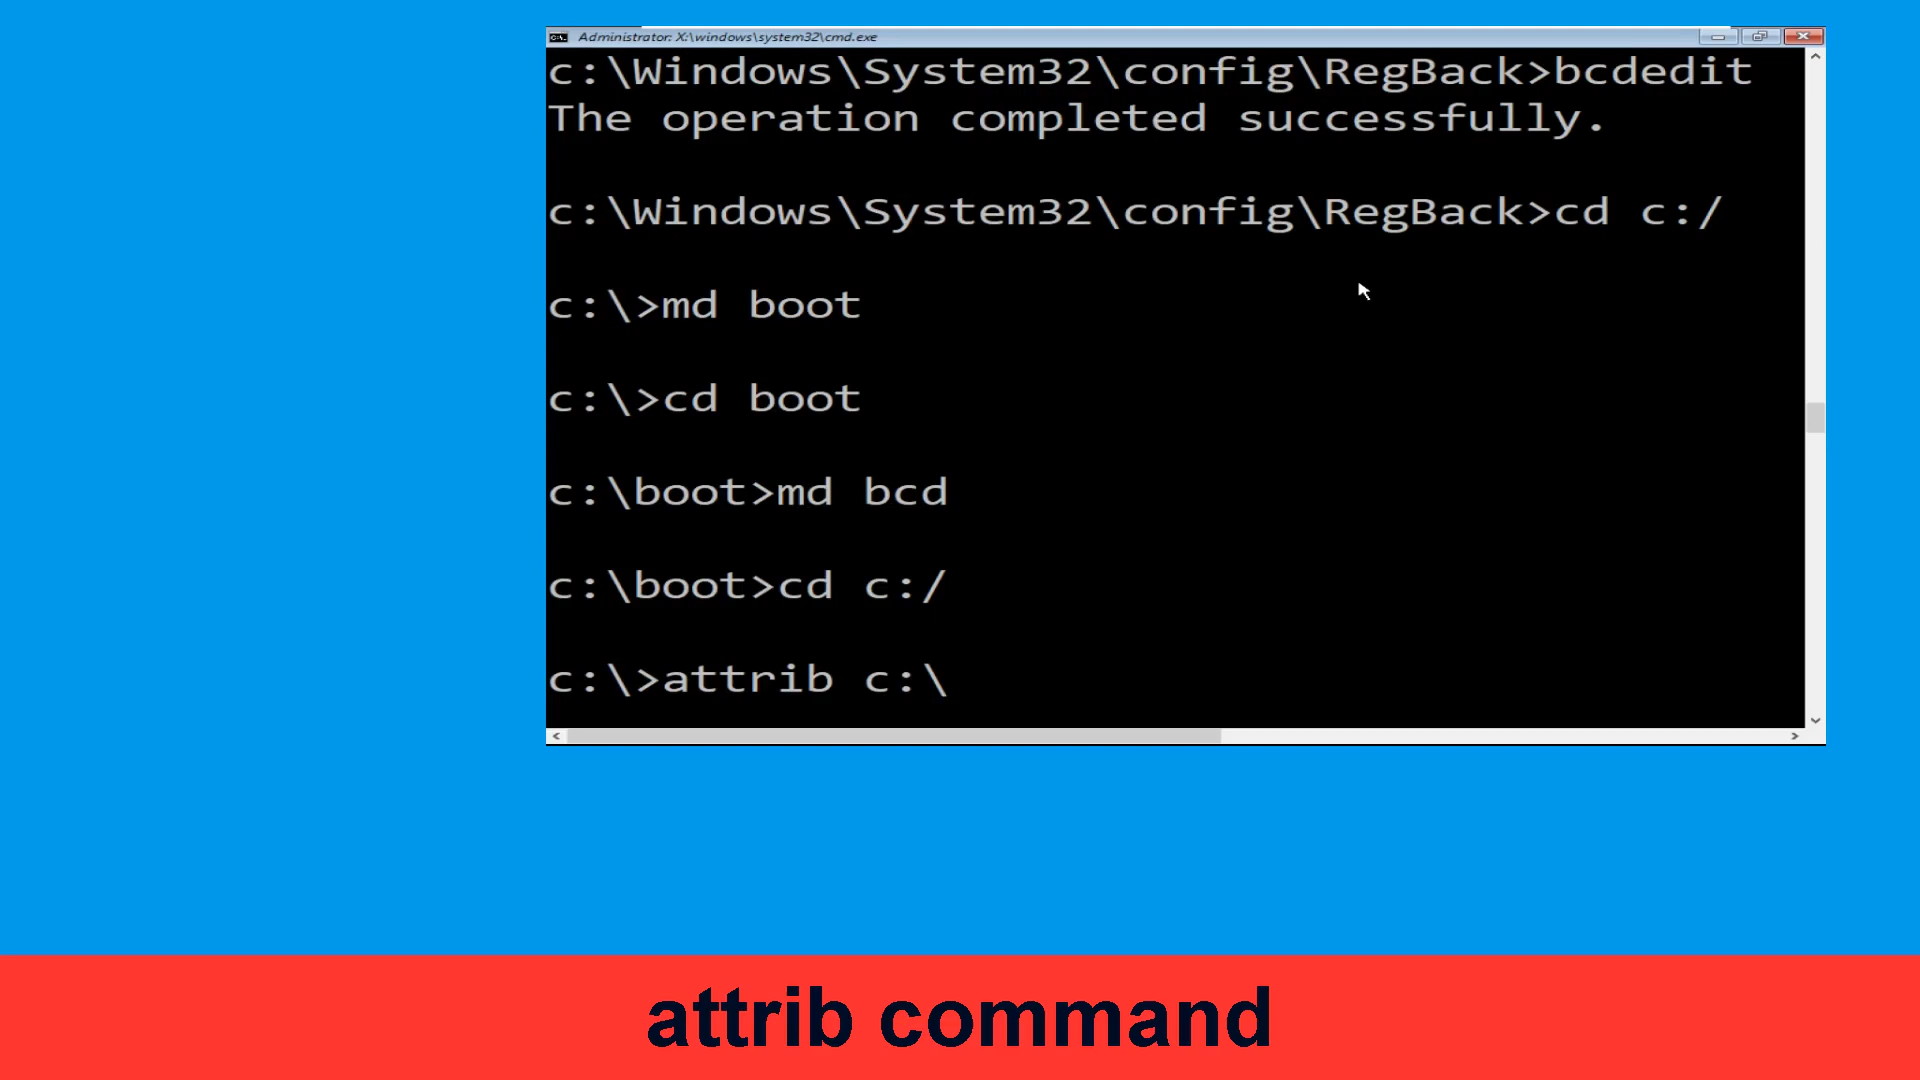 Administrator: X:\windows\system32\cmd.exe
c:\Windows\System32\config\RegBack>bcdedit
The operation completed successfully.
c:\Windows\System32\config\RegBack>cd c:/
c:\>md boot
c:\>cd boot
c:\boot>md bcd
c:\boot>cd c:/
c:\>attrib c:\
attrib command